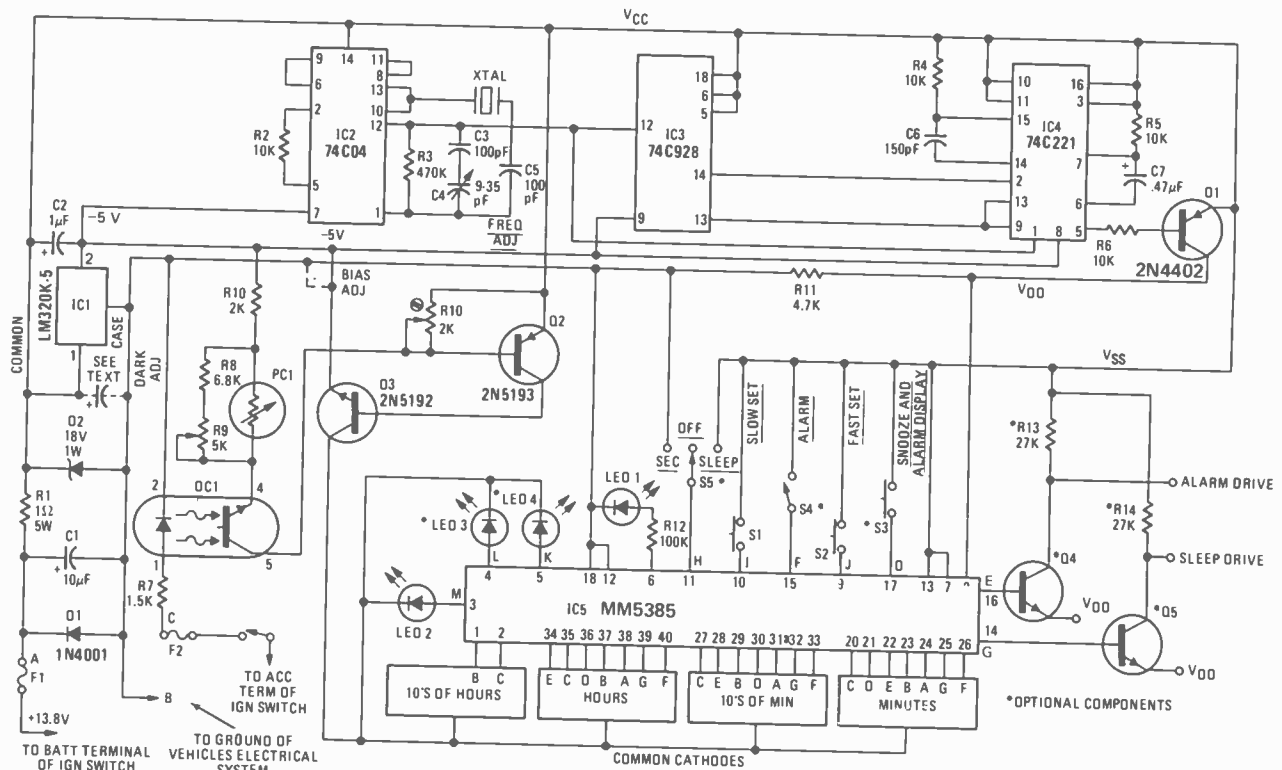 VCC
9
6
2
5
7
14
11
8
13
10
12
1
IC2
74C04
R2
10K
XTAL
R3
470K
C3
100pF
C4
9-35
pF
C5
100
pF
FREQ
ADJ
-5V
12
9
IC3
74C928
18
6
5
14
13
R4
10K
C6
150pF
10
11
15
14
2
13
9
IC4
74C221
16
3
7
6
1
8
5
R5
10K
+
C7
.47µF
R6
10K
Q1
2N4402
C2
1µF
+
-5 V
2
LM320K-5
IC1
CASE
1
COMMON
SEE
TEXT
+
DARK
ADJ
BIAS
ADJ
R10
2K
R8
6.8K
R9
5K
PC1
R10
2K
Q2
2N5193
Q3
2N5192
R11
4.7K
VDD
VSS
D2
18V
1W
R1
1Ω
5W
C1
10µF
+
D1
1N4001
A
F1
+13.8V
TO BATT TERMINAL
OF IGN SWITCH
B
TO GROUND OF
VEHICLES ELECTRICAL
SYSTEM
OC1
2
4
1
5
R7
1.5K
C
F2
TO ACC
TERM OF
IGN SWITCH
*LED 3
L
*LED 4
K
LED 2
M
LED 1
R12
100K
SEC
OFF
SLEEP
S5*
H
SLOW SET
S1
I
ALARM
S4*
F
FAST SET
S2
J
SNOOZE AND
ALARM DISPLAY
*S3
D
*R13
27K
ALARM DRIVE
*R14
27K
SLEEP DRIVE
*Q4
VDD
*Q5
VDD
E
16
14
G
4
5
18
12
6
11
10
15
9
17
13
7
3
IC5
MM5385
1
2
34
35
36
37
38
39
40
27
28
29
30
31*
32
33
20
21
22
23
24
25
26
B C
10'S OF HOURS
E C D B A G F
HOURS
C E B D A G F
10'S OF MIN
C D E B A G F
MINUTES
*OPTIONAL COMPONENTS
COMMON CATHODES